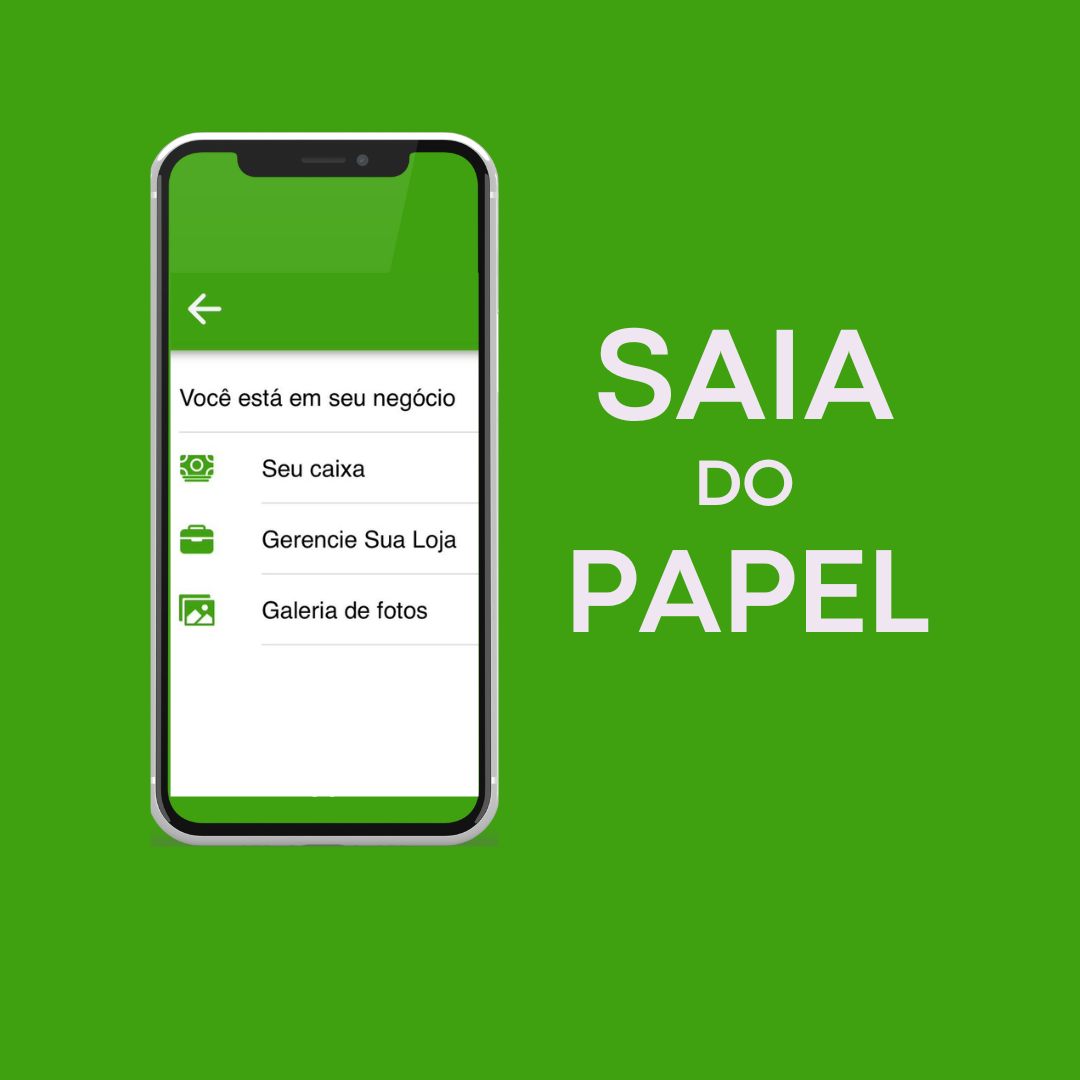 Você está em seu negócio
Seu caixa
Gerencie Sua Loja
Galeria de fotos
SAIA
DO
PAPEL